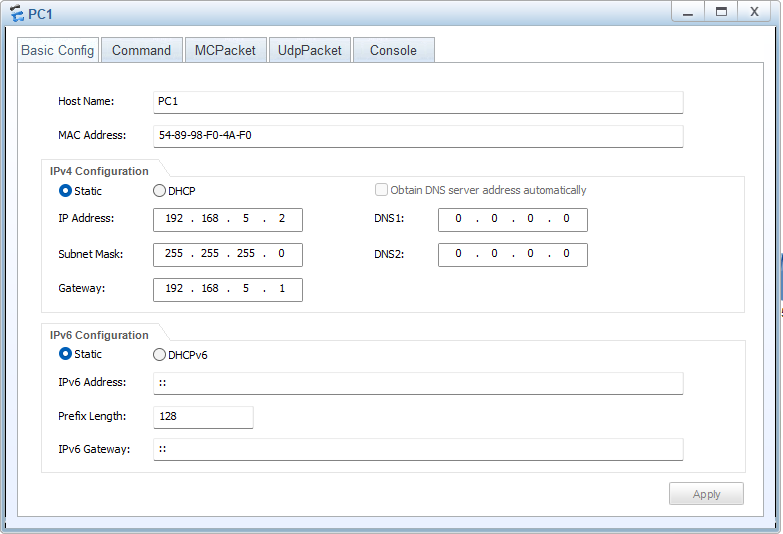 PC1
X
Basic Config Command MCPacket UdpPacket Console
Host Name: PC1
MAC Address: 54-89-98-F0-4A-F0
IPv4 Configuration
Static DHCP Obtain DNS server address automatically
IP Address: 192 . 168 . 5 . 2 DNS1: 0 . 0 . 0 . 0
Subnet Mask: 255 . 255 . 255 . 0 DNS2: 0 . 0 . 0 . 0
Gateway: 192 . 168 . 5 . 1
IPv6 Configuration
Static DHCPv6
IPv6 Address: ::
Prefix Length: 128
IPv6 Gateway: ::
Apply